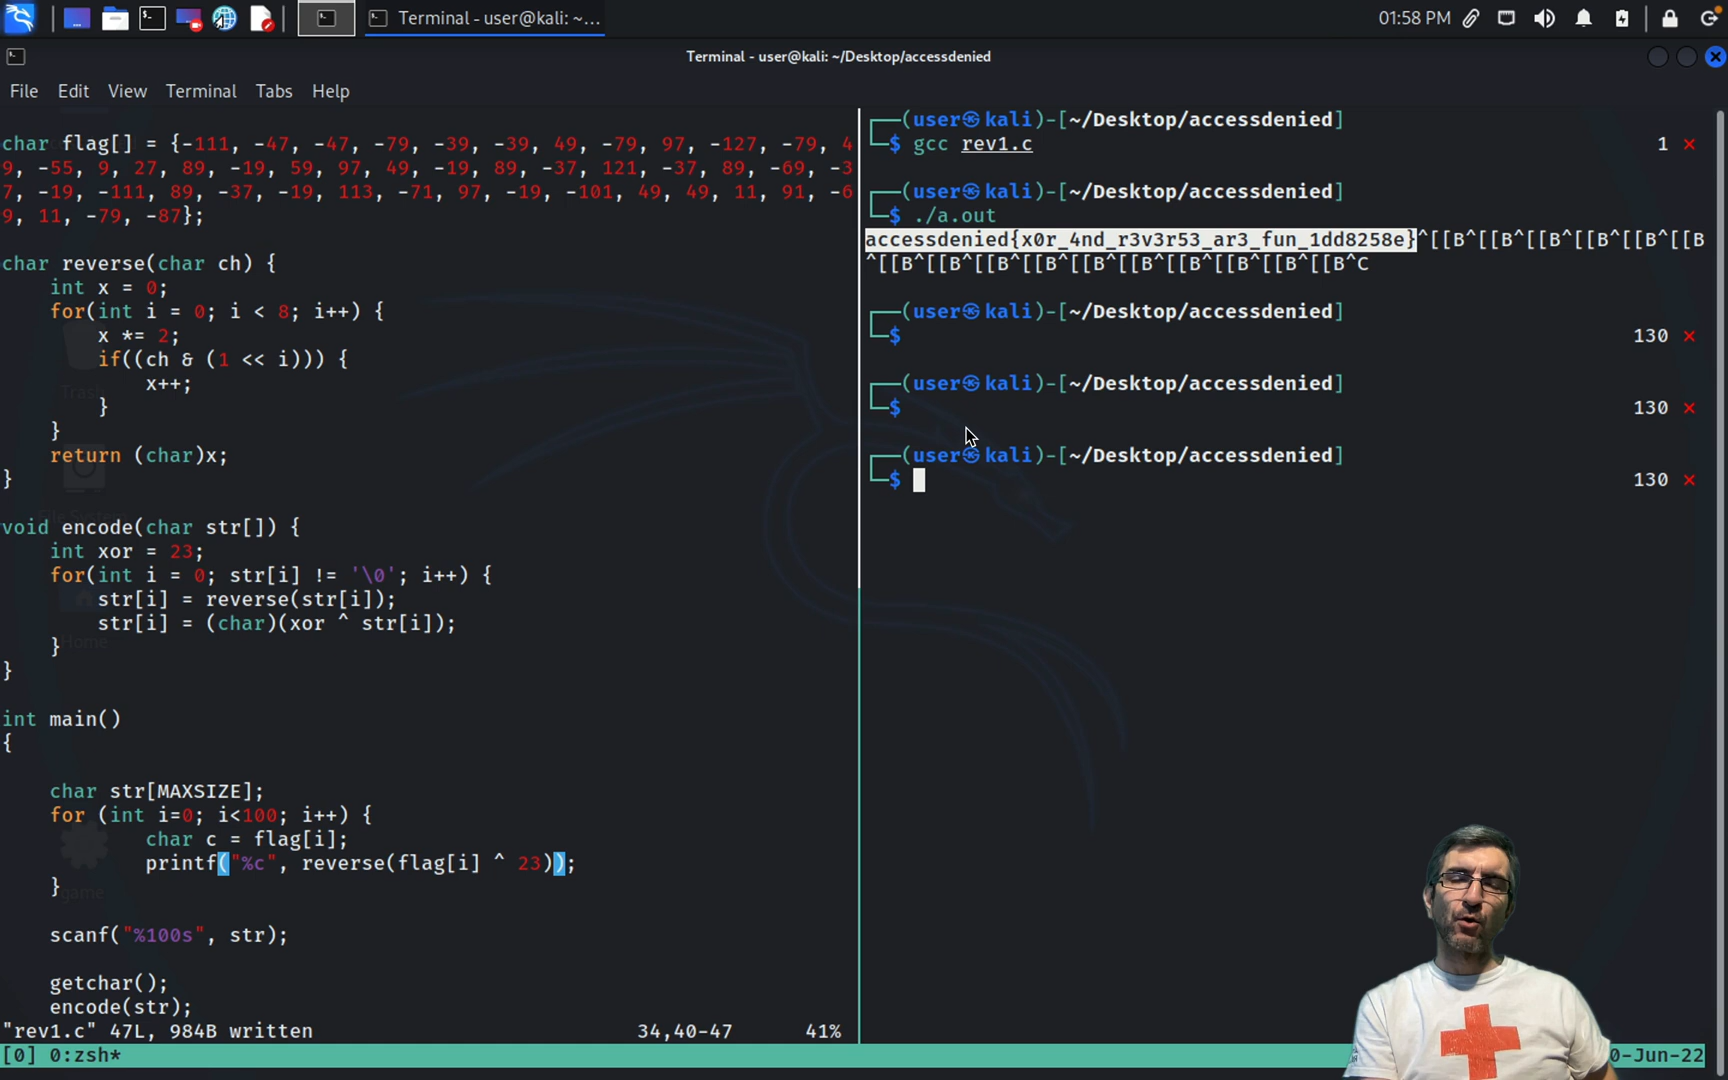 Terminal - user@kali: ~/...
01:58 PM
Terminal - user@kali: ~/Desktop/accessdenied
File Edit View Terminal Tabs Help
char flag[] = {-111, -47, -47, -79, -39, -39, 49, -79, 97, -127, -79, 4
9, -55, 9, 27, 89, -19, 59, 97, 49, -19, 89, -37, 121, -37, 89, -69, -3
7, -19, -111, 89, -37, -19, 113, -71, 97, -19, -101, 49, 49, 11, 91, -6
9, 11, -79, -87};
char reverse(char ch) {
int x = 0;
for(int i = 0; i < 8; i++) {
x *= 2;
if((ch & (1 << i))) {
x++;
}
}
return (char)x;
}
void encode(char str[]) {
int xor = 23;
for(int i = 0; str[i] != '\0'; i++) {
str[i] = reverse(str[i]);
str[i] = (char)(xor ^ str[i]);
}
}
int main()
{
char str[MAXSIZE];
for (int i=0; i<100; i++) {
char c = flag[i];
printf("%c", reverse(flag[i] ^ 23));
}
scanf("%100s", str);
getchar();
encode(str);
"rev1.c" 47L, 984B written 34,40-47 41%
Trash
File System
Home
game
┌──(user㉿kali)-[~/Desktop/accessdenied]
└─$ gcc rev1.c 1 ✕
┌──(user㉿kali)-[~/Desktop/accessdenied]
└─$ ./a.out
accessdenied{x0r_4nd_r3v3r53_ar3_fun_1dd8258e}^[[B^[[B^[[B^[[B^[[B^[[B
^[[B^[[B^[[B^[[B^[[B^[[B^[[B^[[B^[[B^[[B^C
┌──(user㉿kali)-[~/Desktop/accessdenied]
└─$ 130 ✕
┌──(user㉿kali)-[~/Desktop/accessdenied]
└─$ 130 ✕
┌──(user㉿kali)-[~/Desktop/accessdenied]
└─$ 130 ✕
[0] 0:zsh* 0-Jun-22